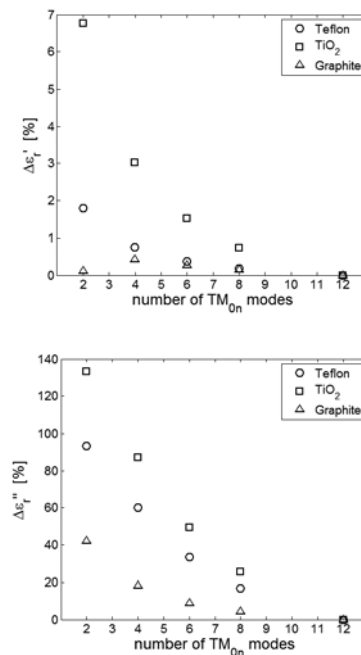 7
6
5
4
3
2
1
0
Δεr' [%]
Teflon
TiO2
Graphite
2 3 4 5 6 7 8 9 10 11 12
number of TM0n modes
140
120
100
80
60
40
20
0
Δεr'' [%]
Teflon
TiO2
Graphite
2 3 4 5 6 7 8 9 10 11 12
number of TM0n modes